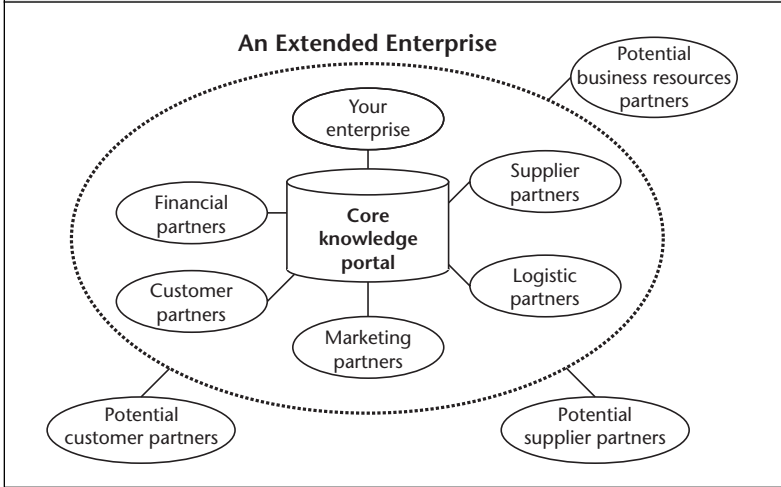 An Extended Enterprise
Potential
business resources
partners
Your
enterprise
Supplier
partners
Financial
partners
Core
knowledge
portal
Logistic
partners
Customer
partners
Marketing
partners
Potential
customer partners
Potential
supplier partners